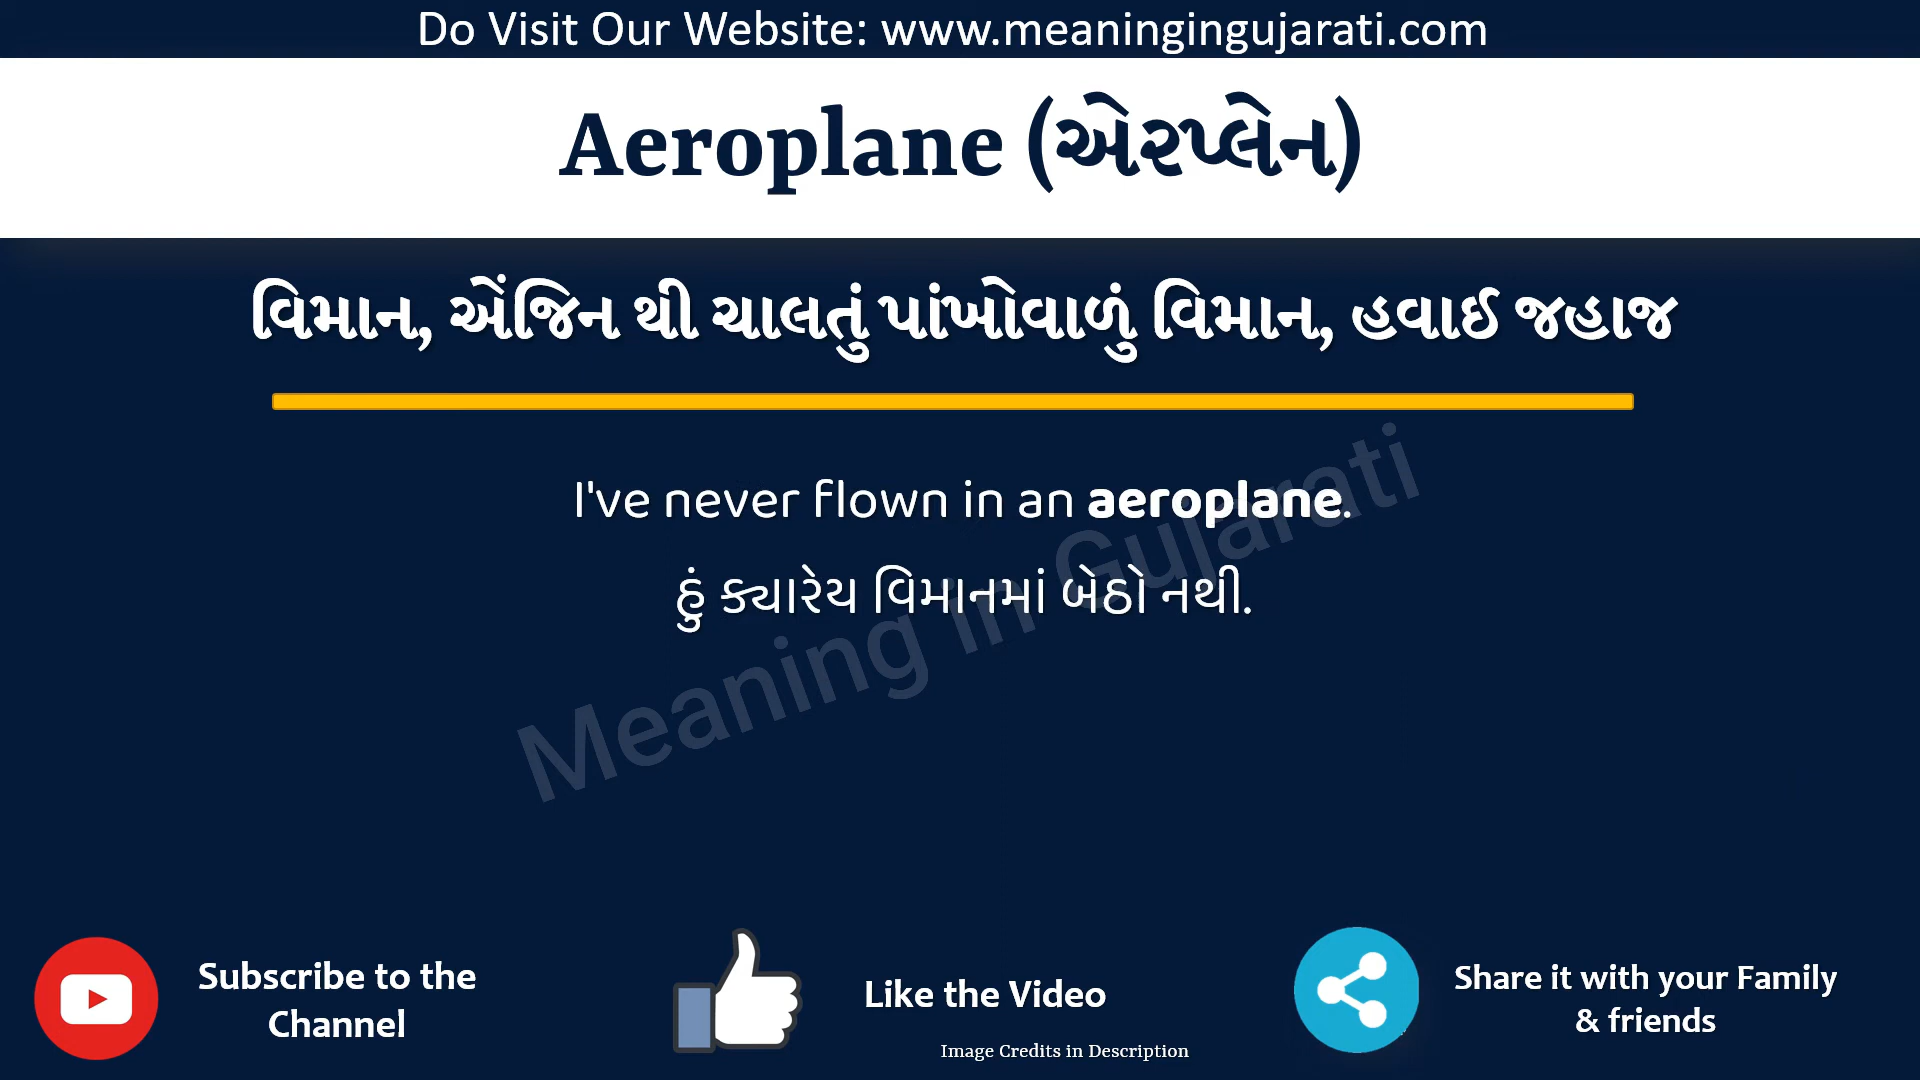 Do Visit Our Website: www.meaningingujarati.com
Aeroplane (એરપ્લેન)
વિમાન, એંજિન થી ચાલતું પાંખોવાળું વિમાન, હવાઈ જહાજ
I've never flown in an aeroplane.
હું ક્યારેય વિમાનમાં બેઠો નથી.
Meaning in Gujarati
Subscribe to the
Channel
Like the Video
Share it with your Family
& friends
Image Credits in Description